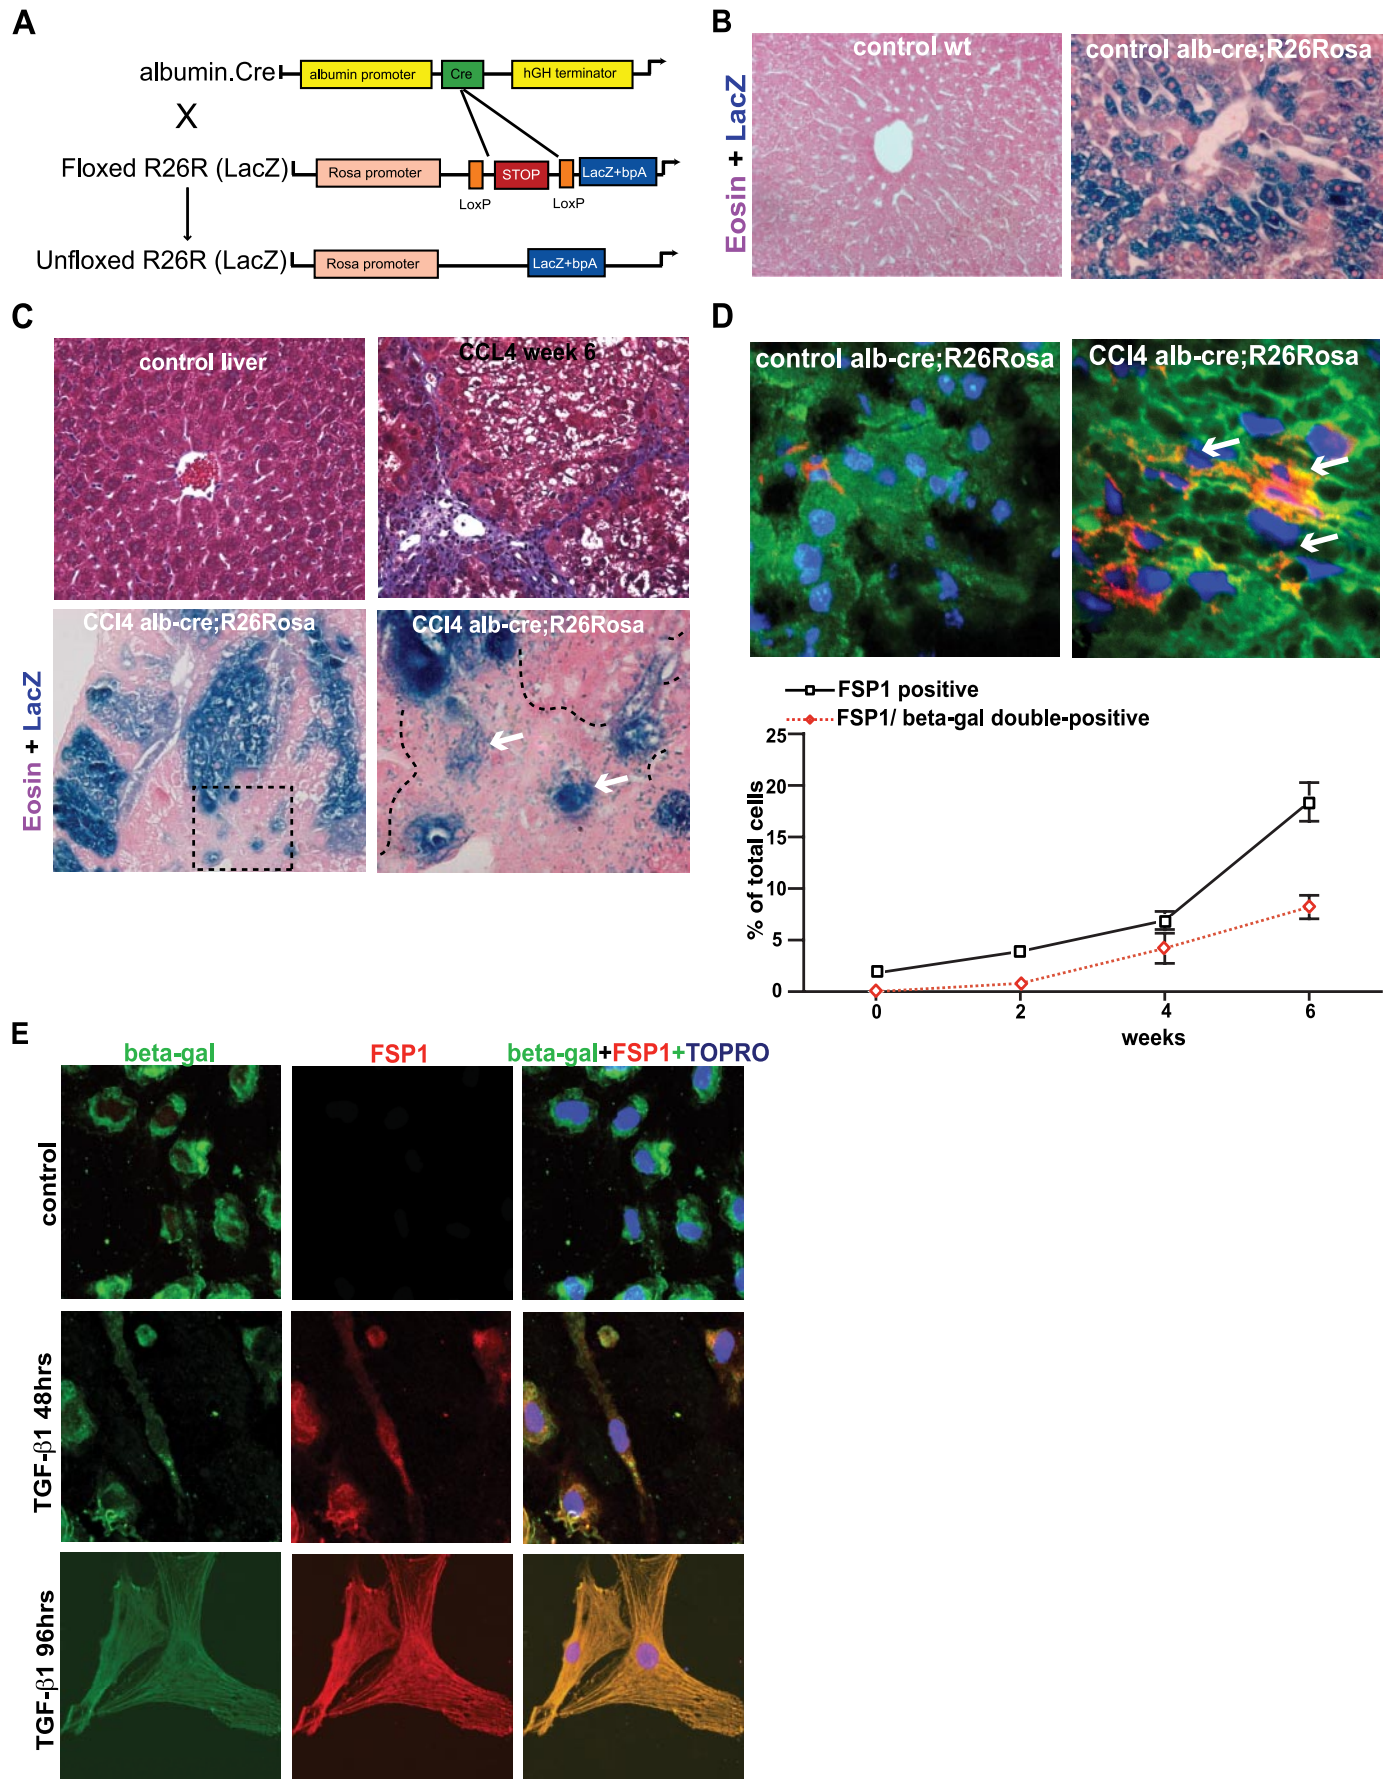 A
albumin.Cre
albumin promoter
Cre
hGH terminator
X
Floxed R26R (LacZ)
Rosa promoter
STOP
LacZ+bpA
LoxP
LoxP
Unfloxed R26R (LacZ)
Rosa promoter
LacZ+bpA
B
Eosin + LacZ
control wt
control alb-cre;R26Rosa
C
control liver
CCL4 week 6
Eosin + LacZ
CCl4 alb-cre;R26Rosa
CCl4 alb-cre;R26Rosa
D
control alb-cre;R26Rosa
CCl4 alb-cre;R26Rosa
FSP1 positive
FSP1/ beta-gal double-positive
% of total cells
25
20
15
10
5
0
0
2
4
6
weeks
E
beta-gal
FSP1
beta-gal+FSP1+TOPRO
control
TGF-β1 48hrs
TGF-β1 96hrs